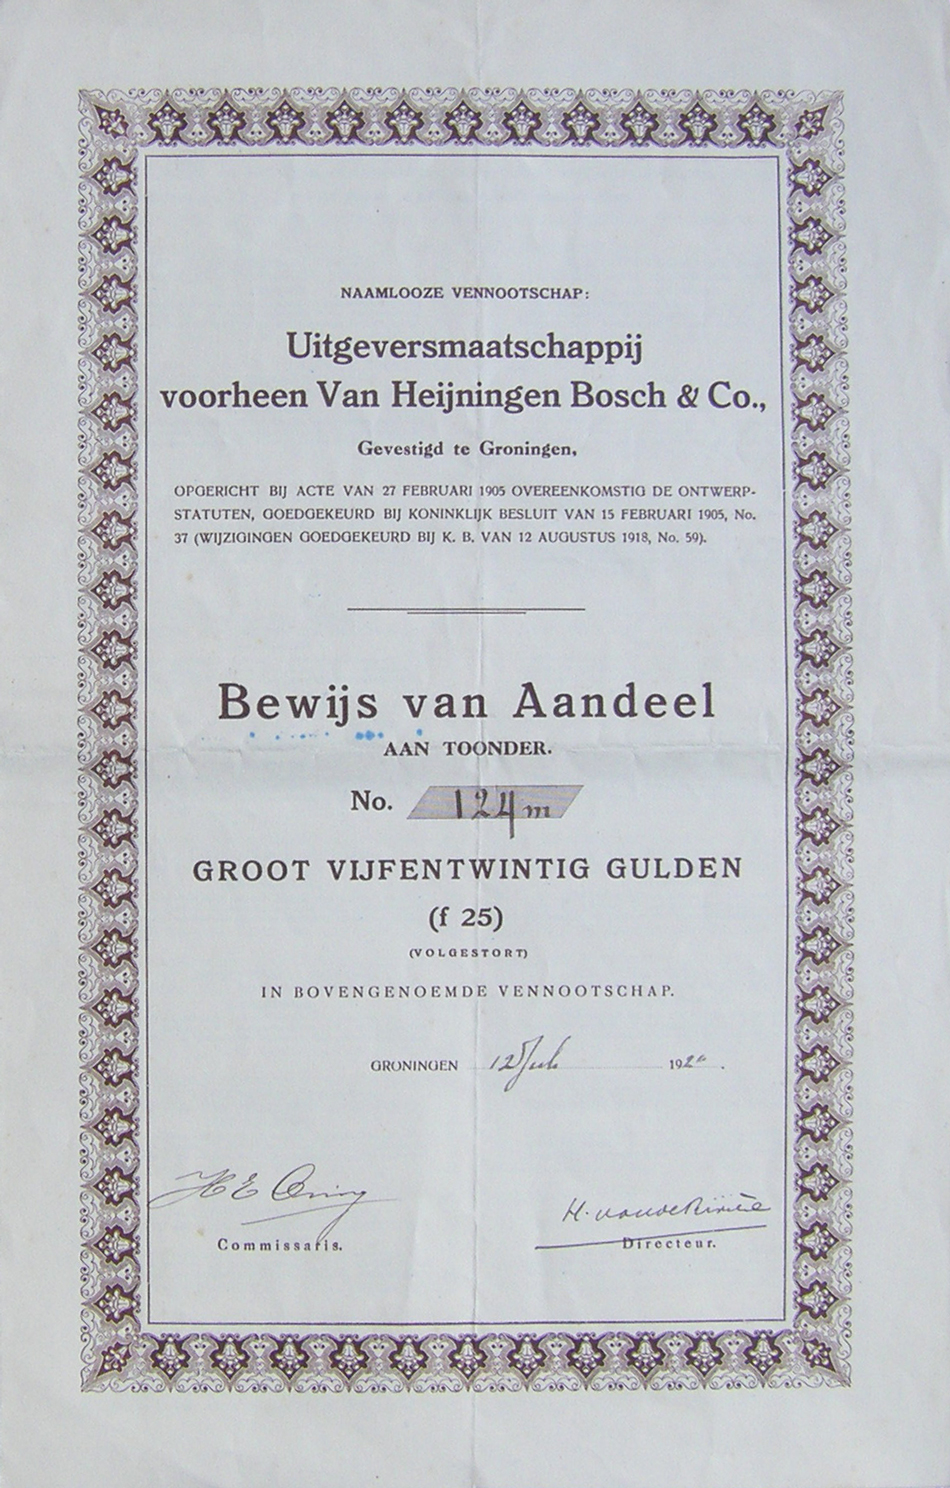 NAAMLOOZE VENNOOTSCHAP:
Uitgeversmaatschappij
voorheen Van Heijningen Bosch & Co.,
Gevestigd te Groningen,
OPGERICHT BIJ ACTE VAN 27 FEBRUARI 1905 OVEREENKOMSTIG DE ONTWERP-
STATUTEN, GOEDGEKEURD BIJ KONINKLIJK BESLUIT VAN 15 FEBRUARI 1905, No.
37 (WIJZIGINGEN GOEDGEKEURD BIJ K. B. VAN 12 AUGUSTUS 1918, No. 59).
Bewijs van Aandeel
AAN TOONDER.
No. 124 m
GROOT VIJFENTWINTIG GULDEN
(f 25)
(VOLGESTORT)
IN BOVENGENOEMDE VENNOOTSCHAP.
GRONINGEN 12 Juli 1920.
H E
H.
Commissaris. Directeur.